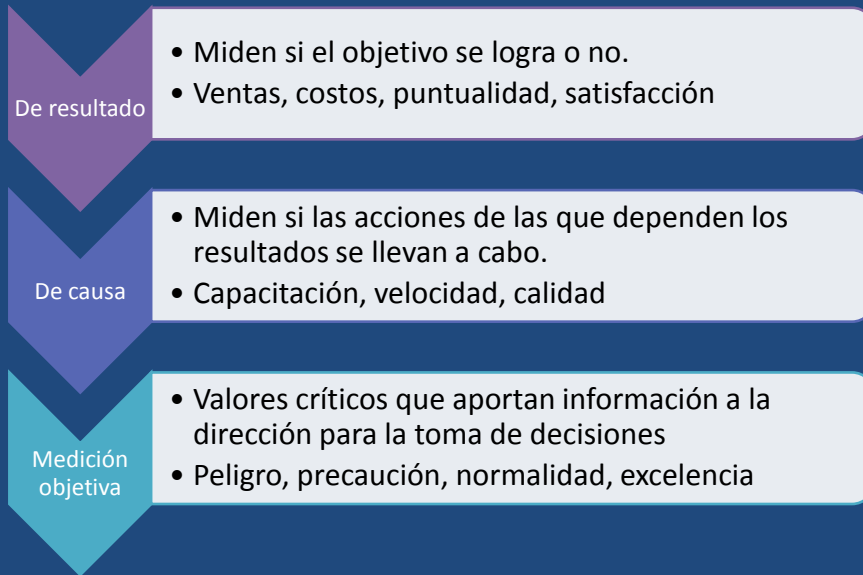 De resultado
• Miden si el objetivo se logra o no.
• Ventas, costos, puntualidad, satisfacción
De causa
• Miden si las acciones de las que dependen los
resultados se llevan a cabo.
• Capacitación, velocidad, calidad
Medición
objetiva
• Valores críticos que aportan información a la
dirección para la toma de decisiones
• Peligro, precaución, normalidad, excelencia